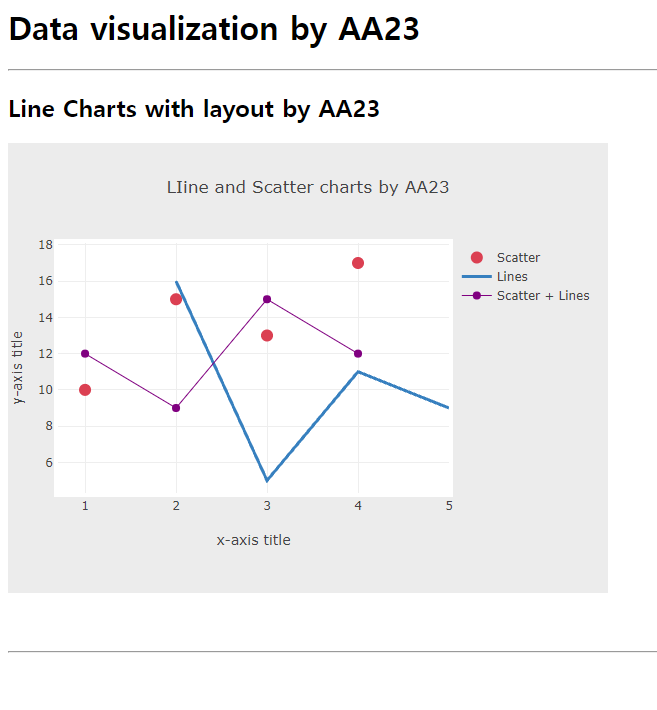 Data visualization by AA23
Line Charts with layout by AA23
LIine and Scatter charts by AA23
18
16
14
12
10
8
6
y-axis title
1 2 3 4 5
x-axis title
Scatter
Lines
Scatter + Lines